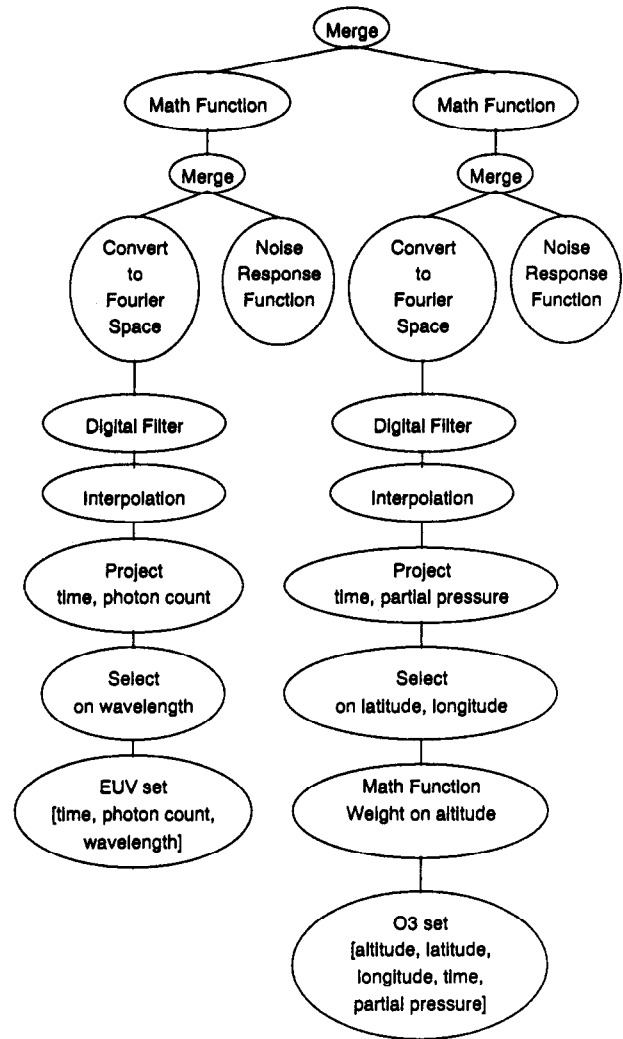 Merge
Math Function
Math Function
Merge
Merge
Convert
to
Fourier
Space
Noise
Response
Function
Convert
to
Fourier
Space
Noise
Response
Function
Digital Filter
Digital Filter
Interpolation
Interpolation
Project
time, photon count
Project
time, partial pressure
Select
on wavelength
Select
on latitude, longitude
EUV set
[time, photon count,
wavelength]
Math Function
Weight on altitude
O3 set
[altitude, latitude,
longitude, time,
partial pressure]